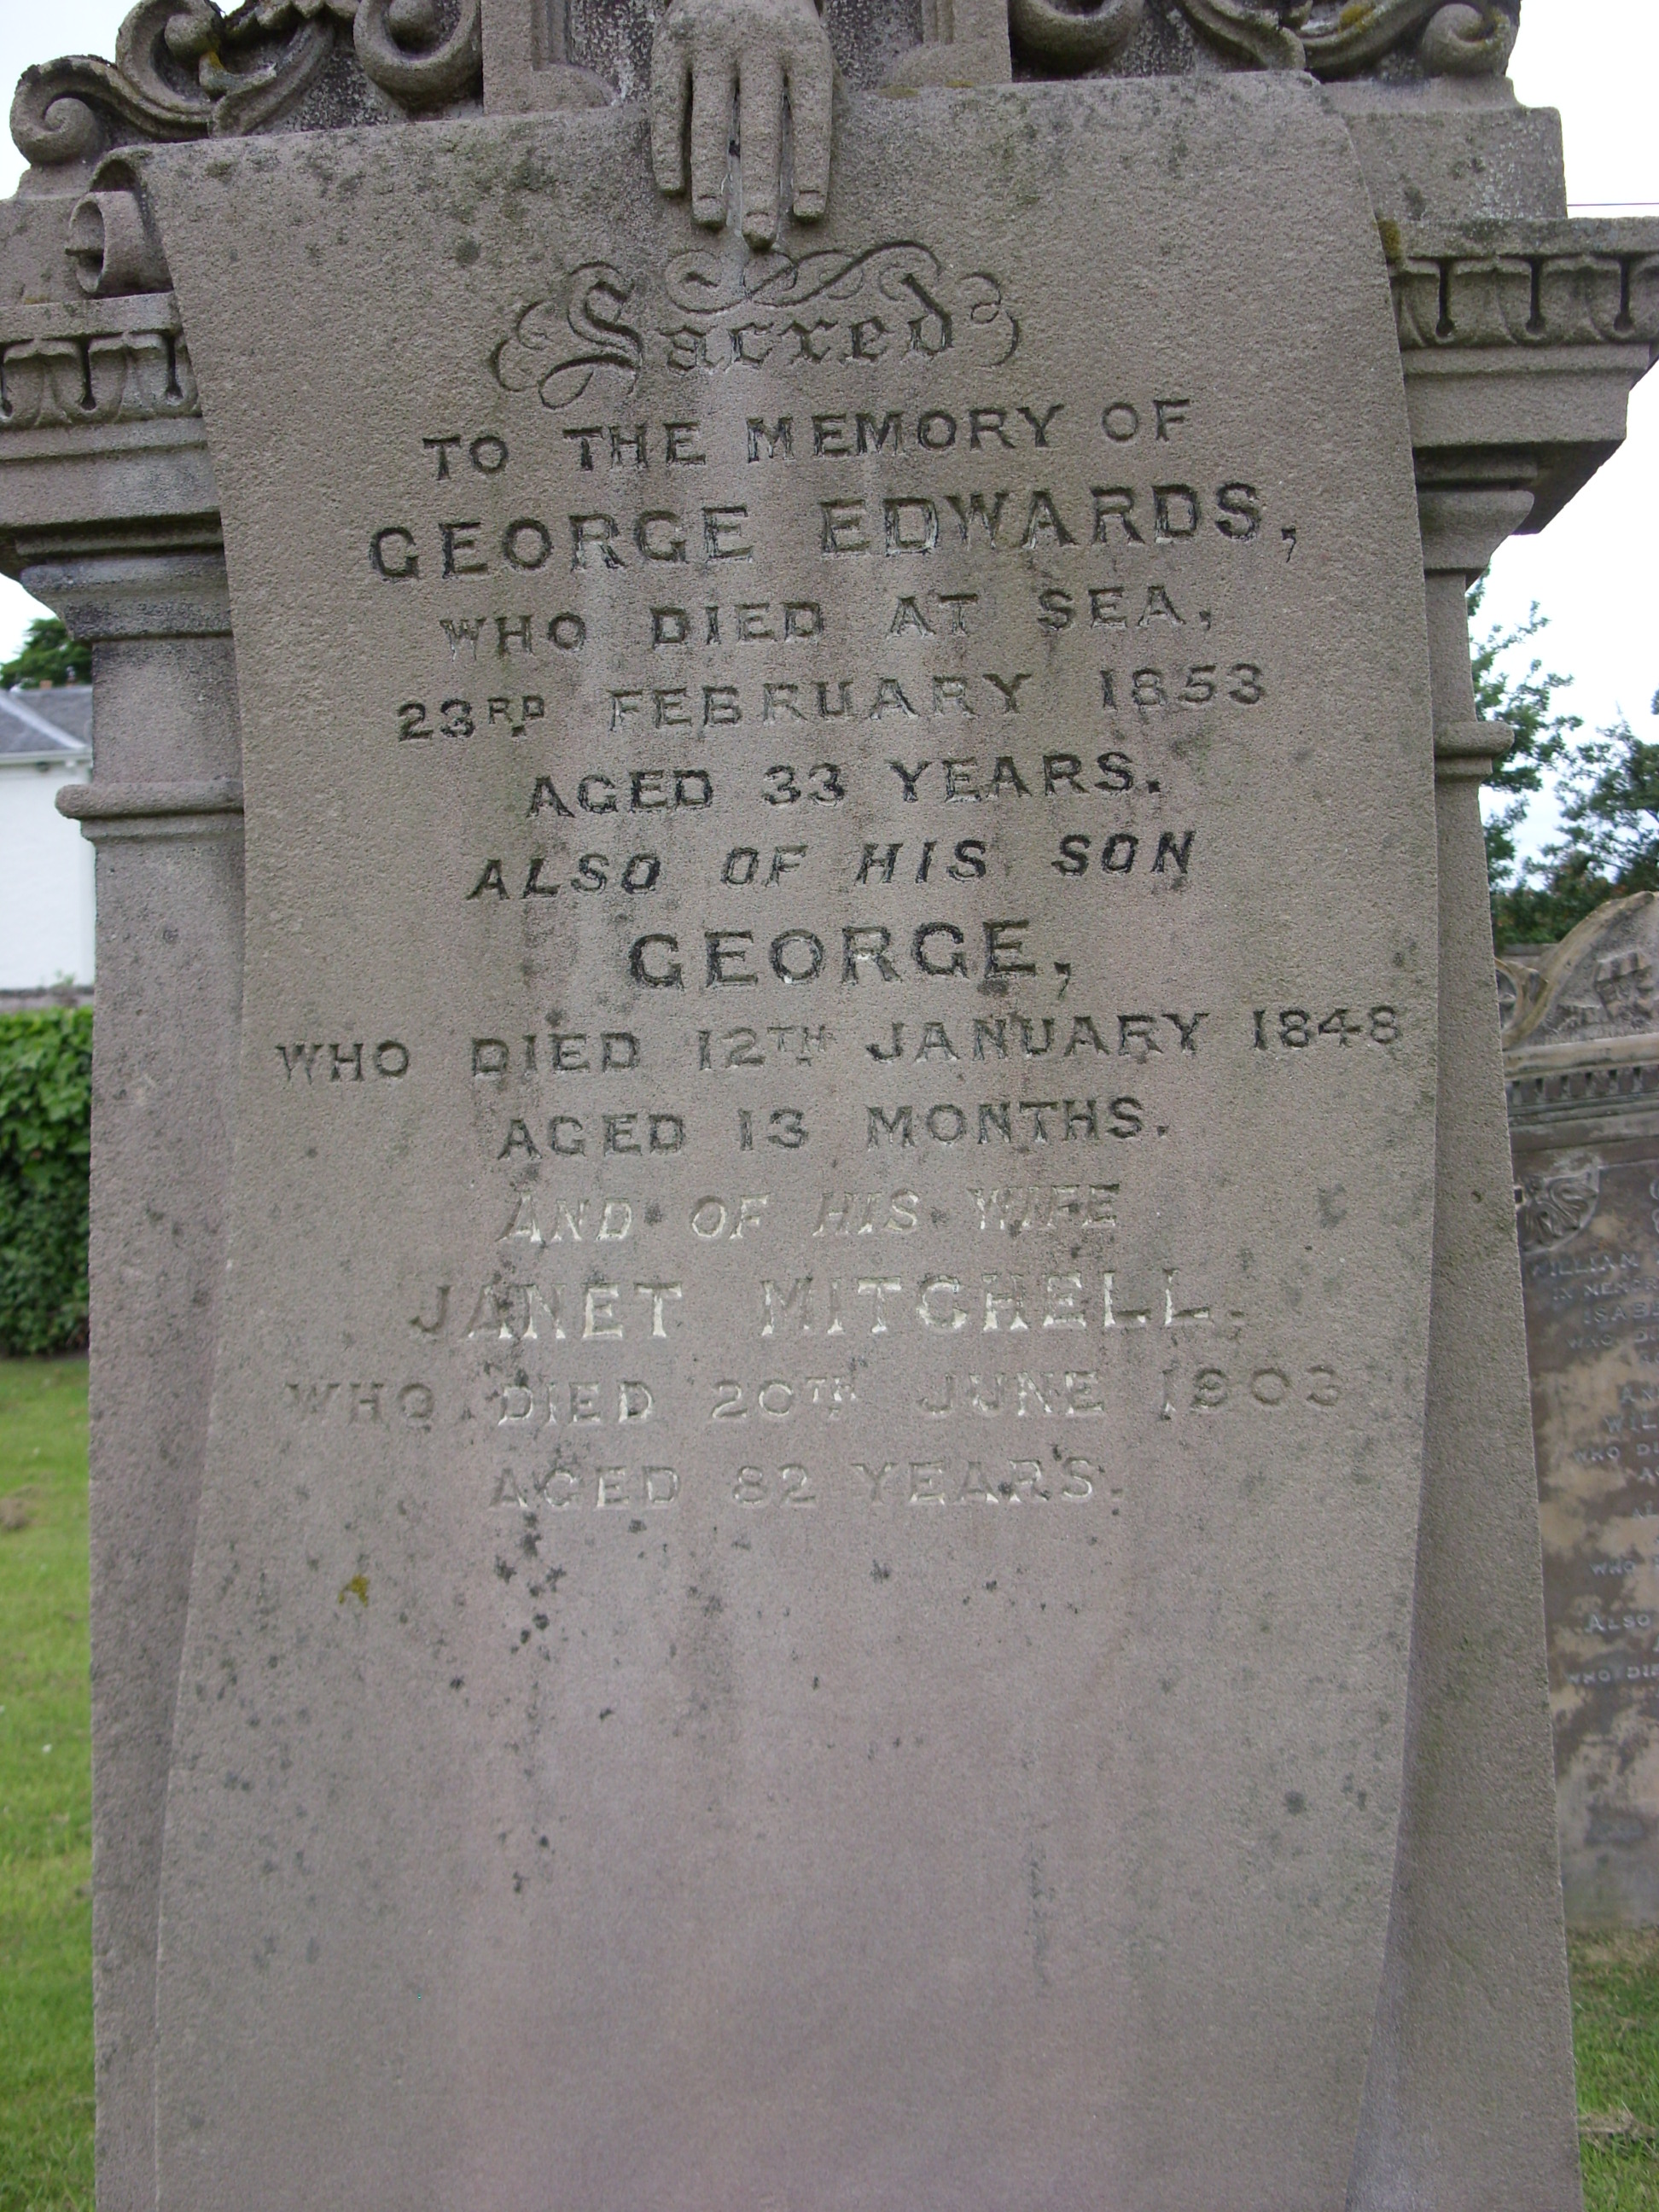 Sacred
TO THE MEMORY OF
GEORGE EDWARDS,
WHO DIED AT SEA,
23RD FEBRUARY 1853
AGED 33 YEARS.
ALSO OF HIS SON
GEORGE,
WHO DIED 12TH JANUARY 1848
AGED 13 MONTHS.
AND OF HIS WIFE
JANET MITCHELL.
WHO DIED 20TH JUNE 1903
AGED 82 YEARS.
ALSO